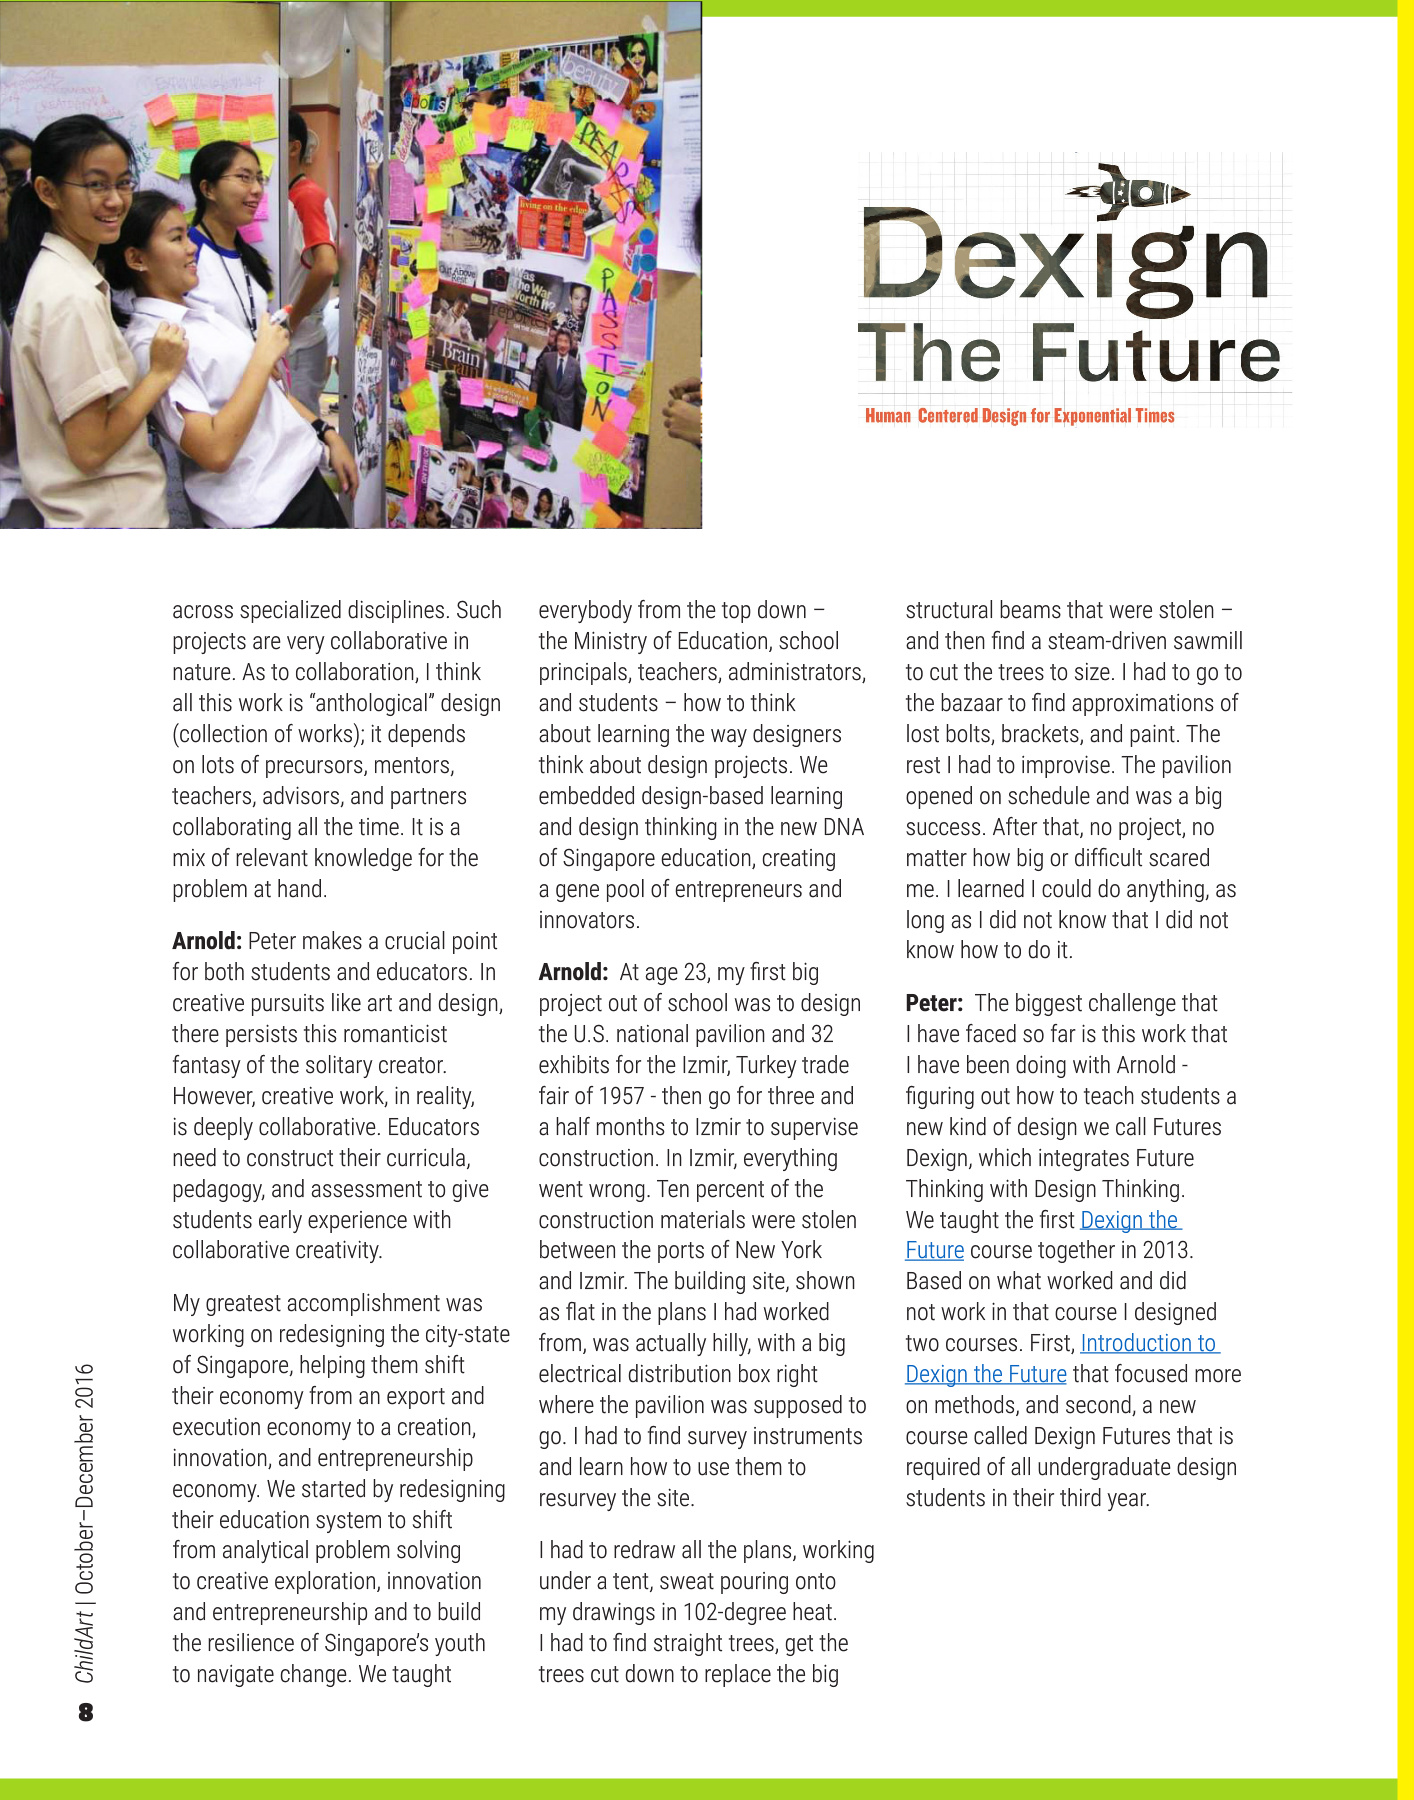 sports
beauty
REAP
PASSION
living on the edge
Out Above
Rest
Was
The War
Worth It?
Brain
Drain
Dexign
The Future
Human Centered Design for Exponential Times
across specialized disciplines. Such
projects are very collaborative in
nature. As to collaboration, I think
all this work is “anthological” design
(collection of works); it depends
on lots of precursors, mentors,
teachers, advisors, and partners
collaborating all the time. It is a
mix of relevant knowledge for the
problem at hand.
Arnold: Peter makes a crucial point
for both students and educators. In
creative pursuits like art and design,
there persists this romanticist
fantasy of the solitary creator.
However, creative work, in reality,
is deeply collaborative. Educators
need to construct their curricula,
pedagogy, and assessment to give
students early experience with
collaborative creativity.
My greatest accomplishment was
working on redesigning the city-state
of Singapore, helping them shift
their economy from an export and
execution economy to a creation,
innovation, and entrepreneurship
economy. We started by redesigning
their education system to shift
from analytical problem solving
to creative exploration, innovation
and entrepreneurship and to build
the resilience of Singapore’s youth
to navigate change. We taught
everybody from the top down –
the Ministry of Education, school
principals, teachers, administrators,
and students – how to think
about learning the way designers
think about design projects. We
embedded design-based learning
and design thinking in the new DNA
of Singapore education, creating
a gene pool of entrepreneurs and
innovators.
Arnold: At age 23, my first big
project out of school was to design
the U.S. national pavilion and 32
exhibits for the Izmir, Turkey trade
fair of 1957 - then go for three and
a half months to Izmir to supervise
construction. In Izmir, everything
went wrong. Ten percent of the
construction materials were stolen
between the ports of New York
and Izmir. The building site, shown
as flat in the plans I had worked
from, was actually hilly, with a big
electrical distribution box right
where the pavilion was supposed to
go. I had to find survey instruments
and learn how to use them to
resurvey the site.
I had to redraw all the plans, working
under a tent, sweat pouring onto
my drawings in 102-degree heat.
I had to find straight trees, get the
trees cut down to replace the big
structural beams that were stolen –
and then find a steam-driven sawmill
to cut the trees to size. I had to go to
the bazaar to find approximations of
lost bolts, brackets, and paint. The
rest I had to improvise. The pavilion
opened on schedule and was a big
success. After that, no project, no
matter how big or difficult scared
me. I learned I could do anything, as
long as I did not know that I did not
know how to do it.
Peter: The biggest challenge that
I have faced so far is this work that
I have been doing with Arnold -
figuring out how to teach students a
new kind of design we call Futures
Dexign, which integrates Future
Thinking with Design Thinking.
We taught the first Dexign the
Future course together in 2013.
Based on what worked and did
not work in that course I designed
two courses. First, Introduction to
Dexign the Future that focused more
on methods, and second, a new
course called Dexign Futures that is
required of all undergraduate design
students in their third year.
8 ChildArt | October–December 2016